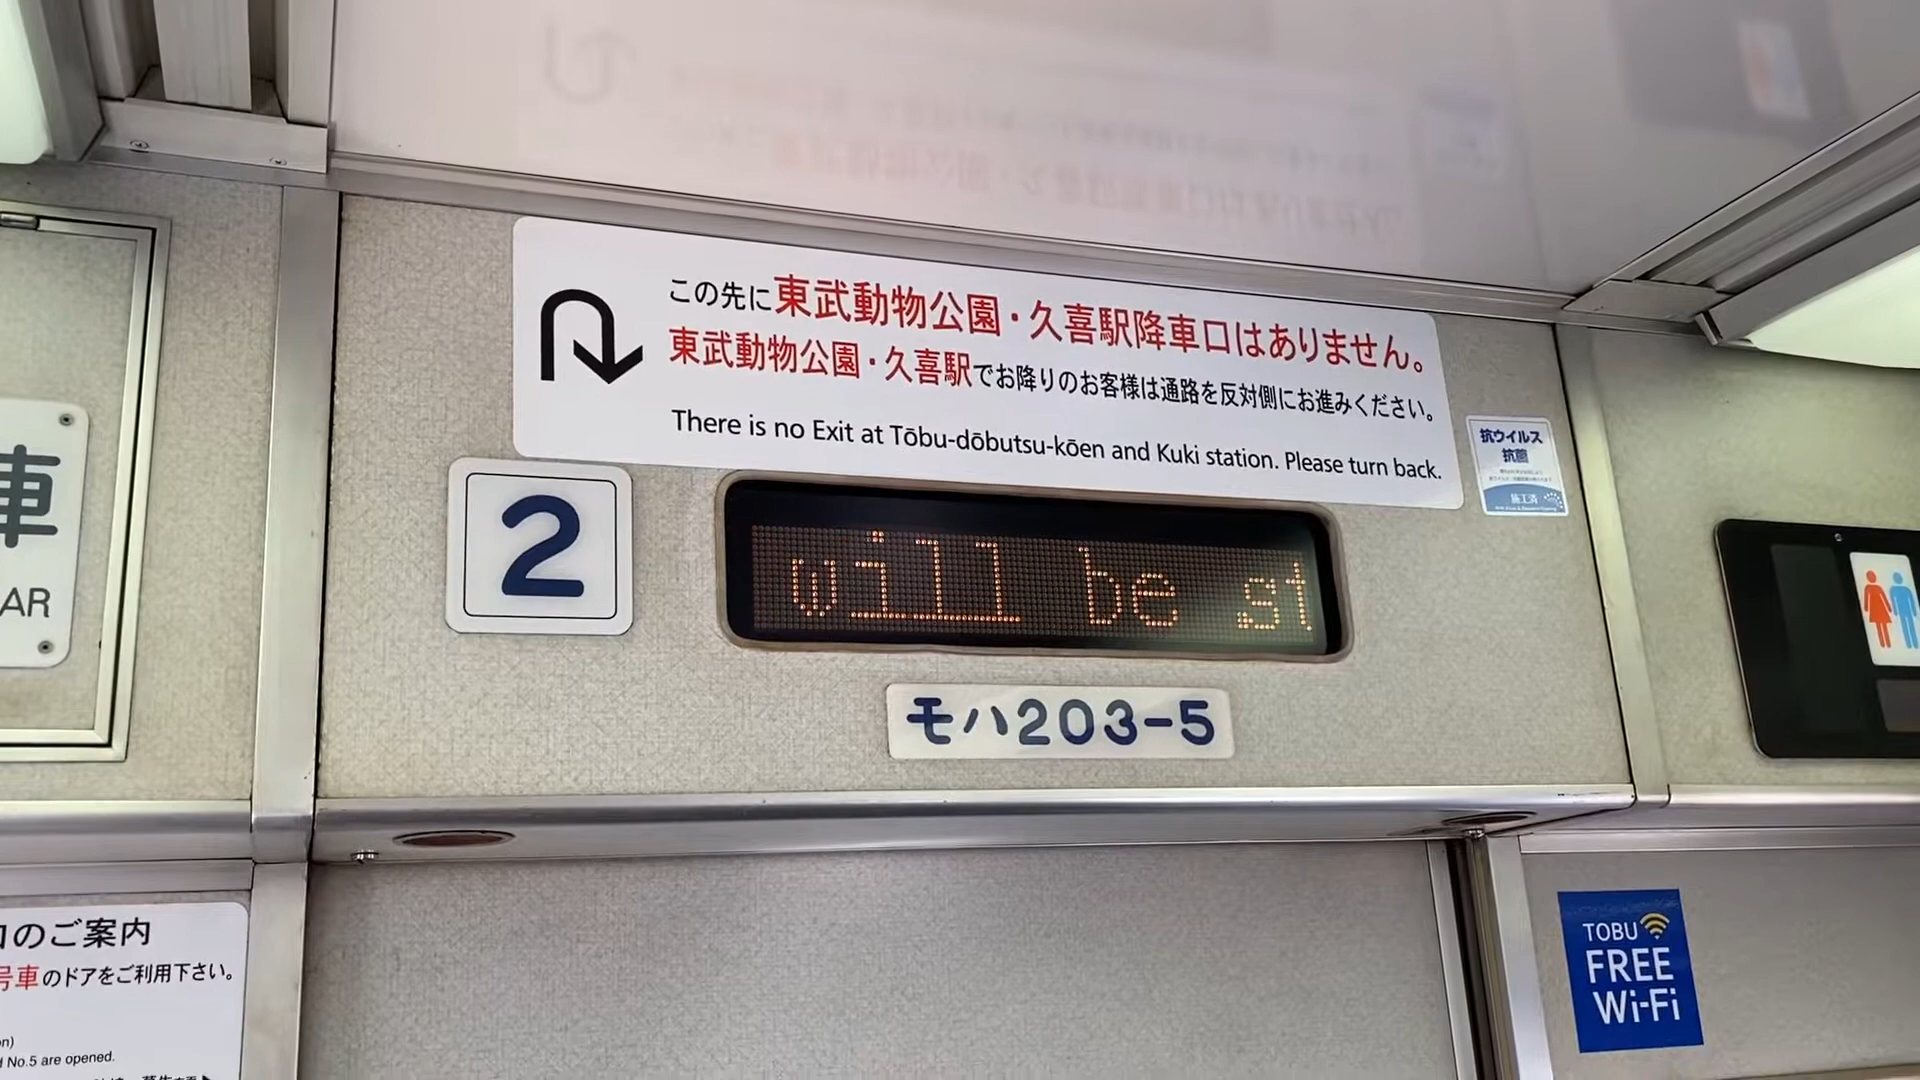 この先に東武動物公園・久喜駅降車口はありません。
東武動物公園・久喜駅でお降りのお客様は通路を反対側にお進みください。
There is no Exit at Tōbu-dōbutsu-kōen and Kuki station. Please turn back.
抗ウイルス
抗菌
施工済
2
will be st
モハ203-5
車
AR
のご案内
号車のドアをご利用下さい。
No.5 are opened.
TOBU
FREE
Wi-Fi